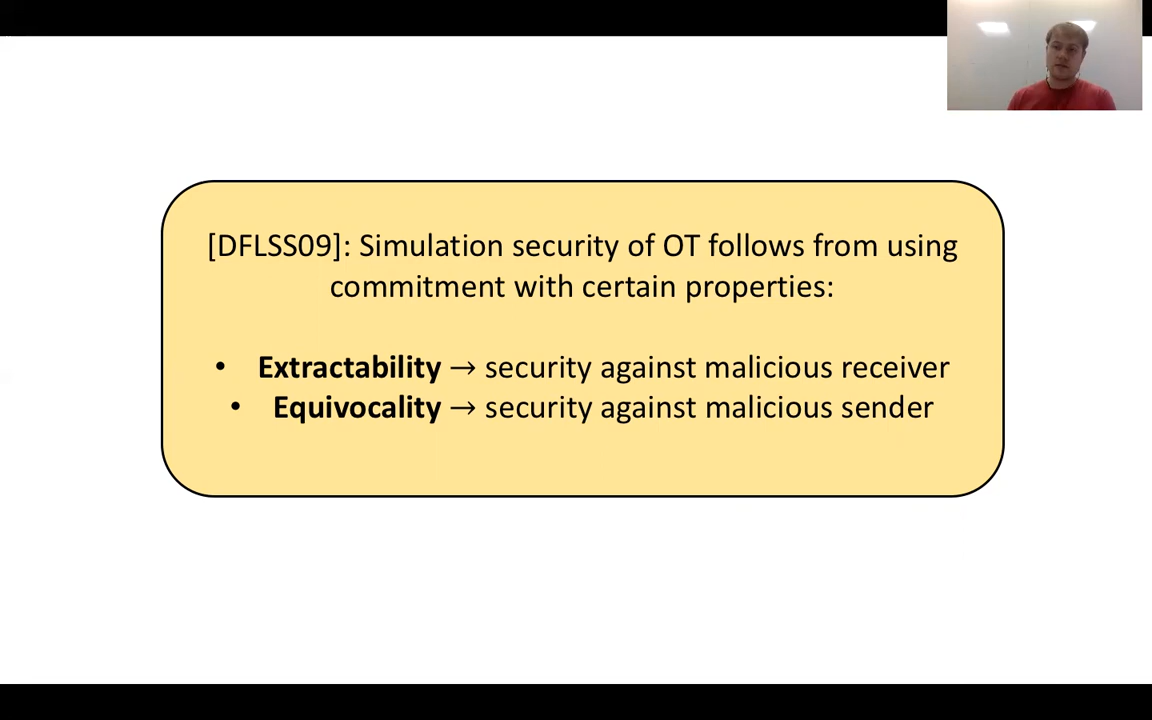 [DFLSS09]: Simulation security of OT follows from using
commitment with certain properties:
• Extractability → security against malicious receiver
• Equivocality → security against malicious sender